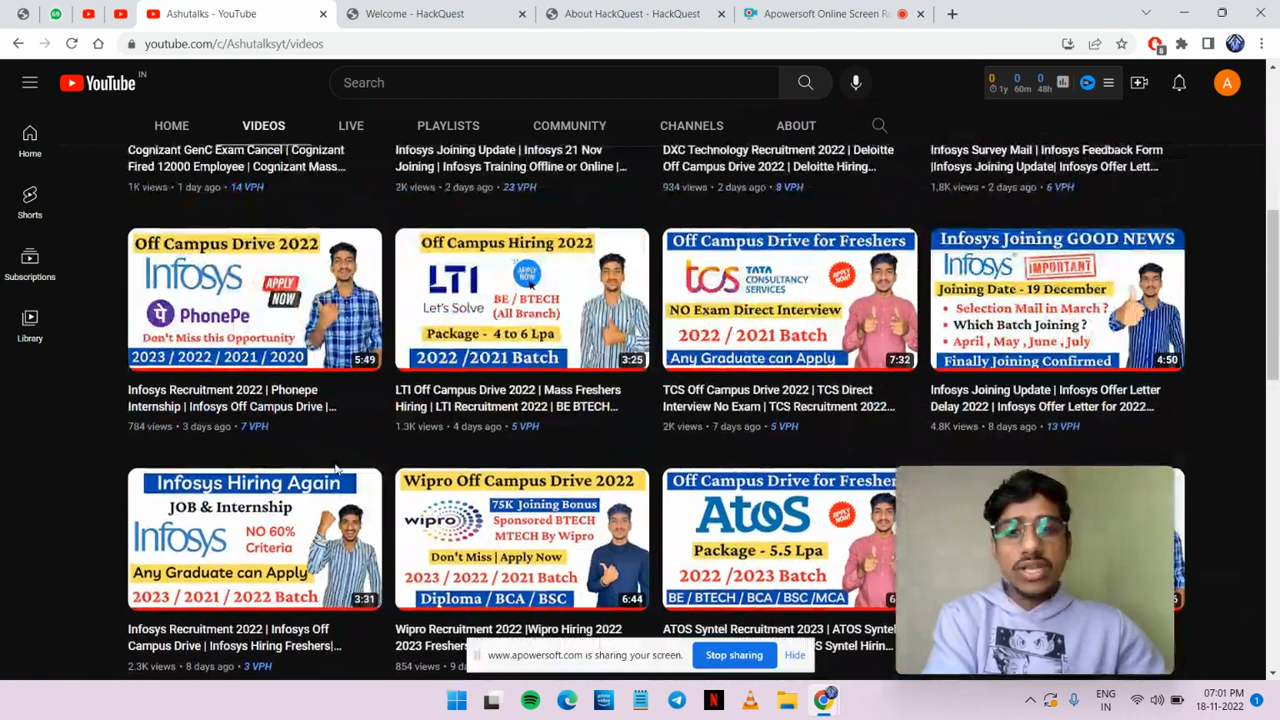 Ashutalks - YouTube
Welcome - HackQuest
About HackQuest - HackQuest
Apowersoft Online Screen Re
youtube.com/c/Ashutalksyt/videos
8
YouTube IN
Search
0 0 0
1y 60m 48h
A
HOME VIDEOS LIVE PLAYLISTS COMMUNITY CHANNELS ABOUT
Home
Shorts
Subscriptions
Library
Cognizant GenC Exam Cancel | Cognizant
Fired 12000 Employee | Cognizant Mass...
1K views • 1 day ago • 14 VPH
Infosys Joining Update | Infosys 21 Nov
Joining | Infosys Training Offline or Online |...
2K views • 2 days ago • 23 VPH
DXC Technology Recruitment 2022 | Deloitte
Off Campus Drive 2022 | Deloitte Hiring...
934 views • 2 days ago • 8 VPH
Infosys Survey Mail | Infosys Feedback Form
|Infosys Joining Update| Infosys Offer Lett...
1.8K views • 2 days ago • 6 VPH
Off Campus Drive 2022
Infosys
APPLY NOW
PhonePe
Don't Miss this Opportunity
2023 / 2022 / 2021 / 2020
5:49
Infosys Recruitment 2022 | Phonepe
Internship | Infosys Off Campus Drive |...
784 views • 3 days ago • 7 VPH
Off Campus Hiring 2022
LTI
Let's Solve
APPLY NOW
BE / BTECH
(All Branch)
Package - 4 to 6 Lpa
2022 /2021 Batch
3:25
LTI Off Campus Drive 2022 | Mass Freshers
Hiring | LTI Recruitment 2022 | BE BTECH...
1.3K views • 4 days ago • 5 VPH
Off Campus Drive for Freshers
tcs TATA CONSULTANCY SERVICES
APPLY NOW
NO Exam Direct Interview
2022 / 2021 Batch
Any Graduate can Apply
7:32
TCS Off Campus Drive 2022 | TCS Direct
Interview No Exam | TCS Recruitment 2022...
2K views • 7 days ago • 5 VPH
Infosys Joining GOOD NEWS
Infosys IMPORTANT
Joining Date - 19 December
• Selection Mail in March ?
• Which Batch Joining ?
• April , May , June , July
Finally Joining Confirmed
4:50
Infosys Joining Update | Infosys Offer Letter
Delay 2022 | Infosys Offer Letter for 2022...
4.8K views • 8 days ago • 13 VPH
Infosys Hiring Again
JOB & Internship
Infosys
NO 60%
Criteria
Any Graduate can Apply
2023 / 2021 / 2022 Batch
3:31
Infosys Recruitment 2022 | Infosys Off
Campus Drive | Infosys Hiring Freshers|...
2.3K views • 8 days ago • 3 VPH
Wipro Off Campus Drive 2022
wipro
75K Joining Bonus
Sponsored BTECH
MTECH By Wipro
Don't Miss | Apply Now
2023 / 2022 / 2021 Batch
Diploma / BCA / BSC
6:44
Wipro Recruitment 2022 |Wipro Hiring 2022
2023 Freshers
854 views • 9 d
Off Campus Drive for Fresher
Atos
APPLY NOW
Package - 5.5 Lpa
2022 /2023 Batch
BE / BTECH / BCA / BSC /MCA
ATOS Syntel Recruitment 2023 | ATOS Syntel
Syntel Hirin...
www.apowersoft.com is sharing your screen.
Stop sharing
Hide
ENG
IN
07:01 PM
18-11-2022
1